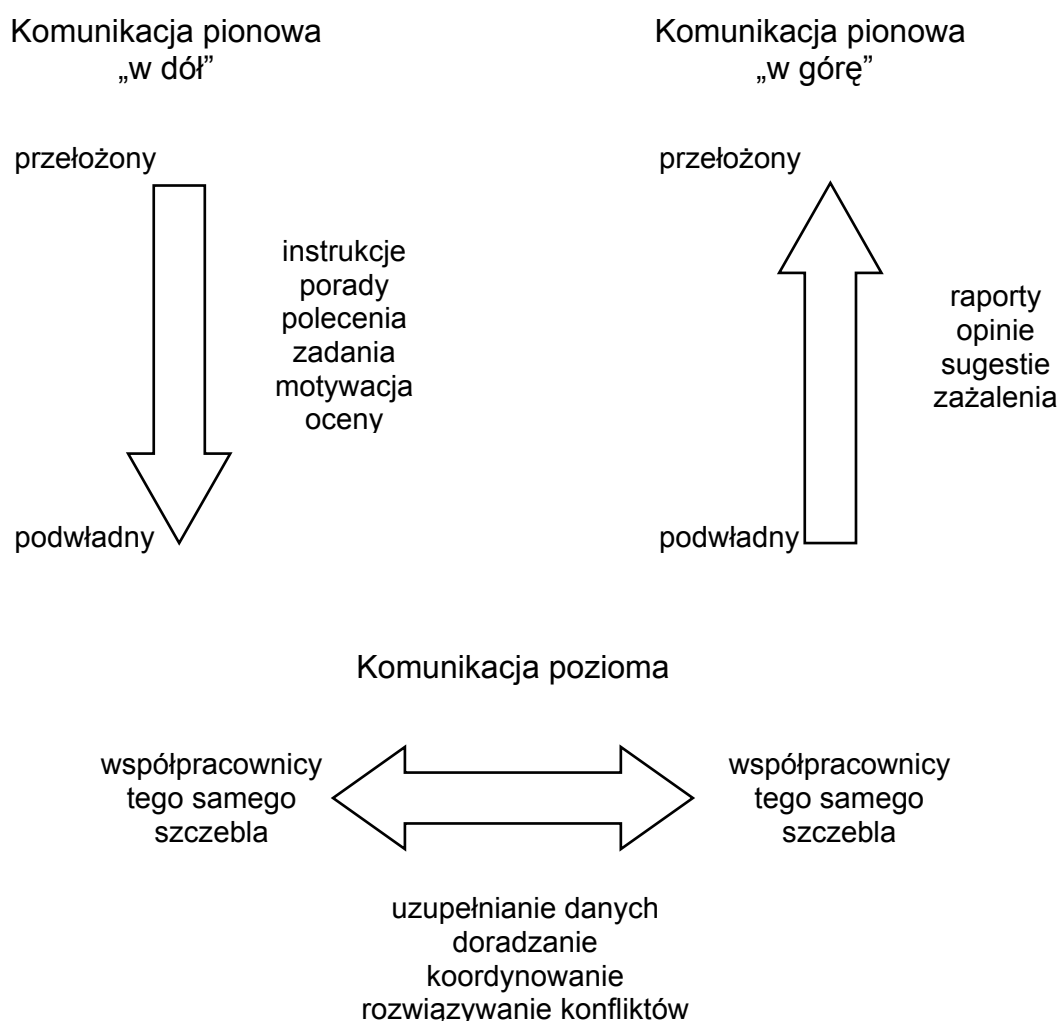 Komunikacja pionowa
„w dół”
przełożony
instrukcje
porady
polecenia
zadania
motywacja
oceny
podwładny
Komunikacja pionowa
„w górę”
przełożony
raporty
opinie
sugestie
zażalenia
podwładny
Komunikacja pozioma
współpracownicy
tego samego
szczebla
współpracownicy
tego samego
szczebla
uzupełnianie danych
doradzanie
koordynowanie
rozwiązywanie konfliktów